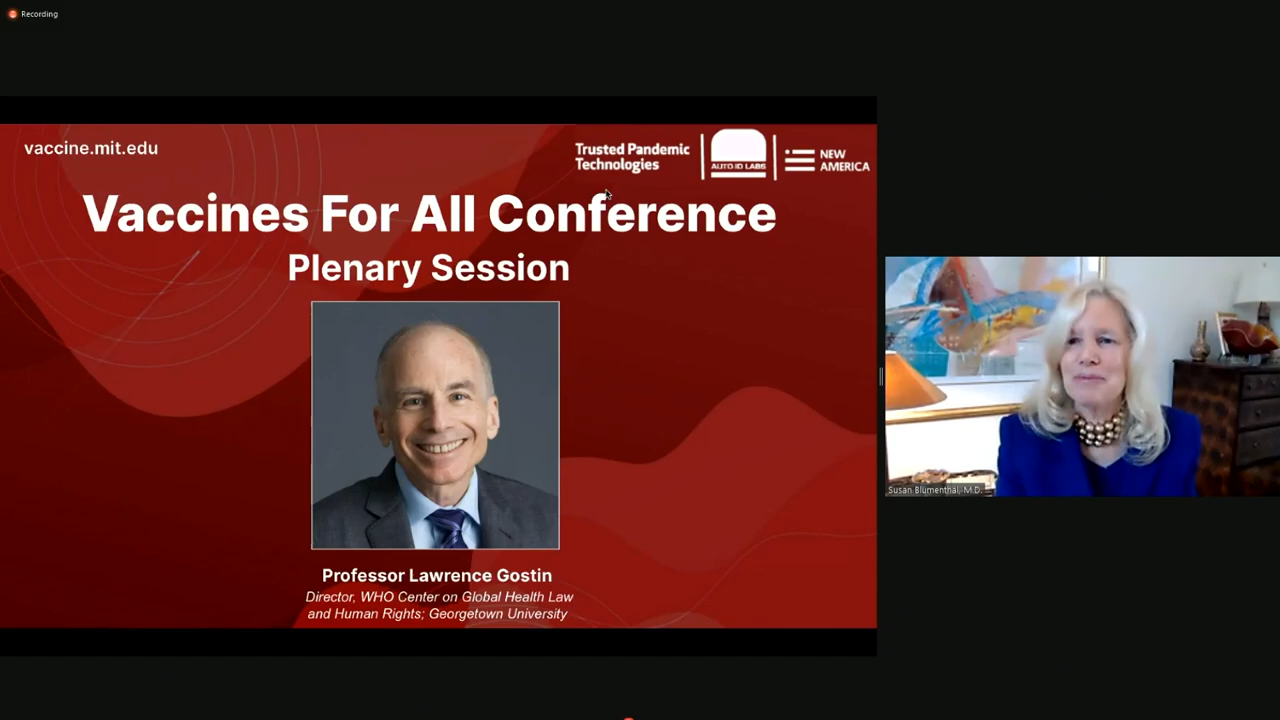 Recording
vaccine.mit.edu
Trusted Pandemic
Technologies
AUTO ID LABS
NEW
AMERICA
Vaccines For All Conference
Plenary Session
Professor Lawrence Gostin
Director, WHO Center on Global Health Law
and Human Rights; Georgetown University
Susan Blumenthal, M.D.